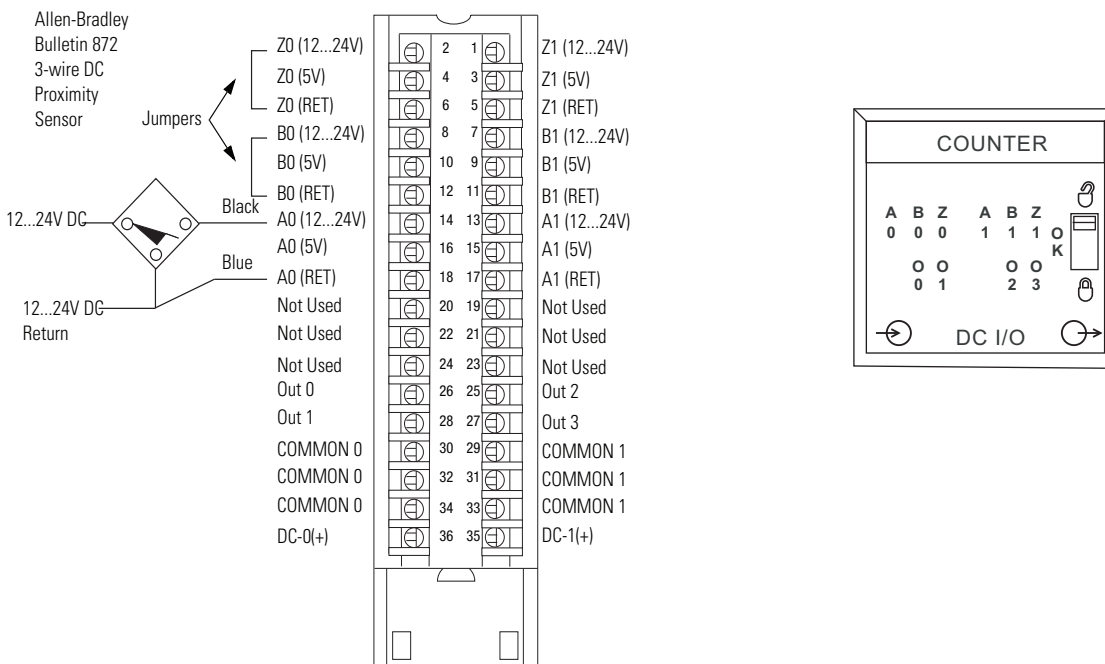 Allen-Bradley
Bulletin 872
3-wire DC
Proximity
Sensor
Jumpers
12...24V DC
Black
Blue
12...24V DC
Return
Z0 (12...24V) 2 1 Z1 (12...24V)
Z0 (5V) 4 3 Z1 (5V)
Z0 (RET) 6 5 Z1 (RET)
B0 (12...24V) 8 7 B1 (12...24V)
B0 (5V) 10 9 B1 (5V)
B0 (RET) 12 11 B1 (RET)
A0 (12...24V) 14 13 A1 (12...24V)
A0 (5V) 16 15 A1 (5V)
A0 (RET) 18 17 A1 (RET)
Not Used 20 19 Not Used
Not Used 22 21 Not Used
Not Used 24 23 Not Used
Out 0 26 25 Out 2
Out 1 28 27 Out 3
COMMON 0 30 29 COMMON 1
COMMON 0 32 31 COMMON 1
COMMON 0 34 33 COMMON 1
DC-0(+) 36 35 DC-1(+)
COUNTER
A B Z A B Z
0 0 0 1 1 1 O
K
O O O O
0 1 2 3
DC I/O